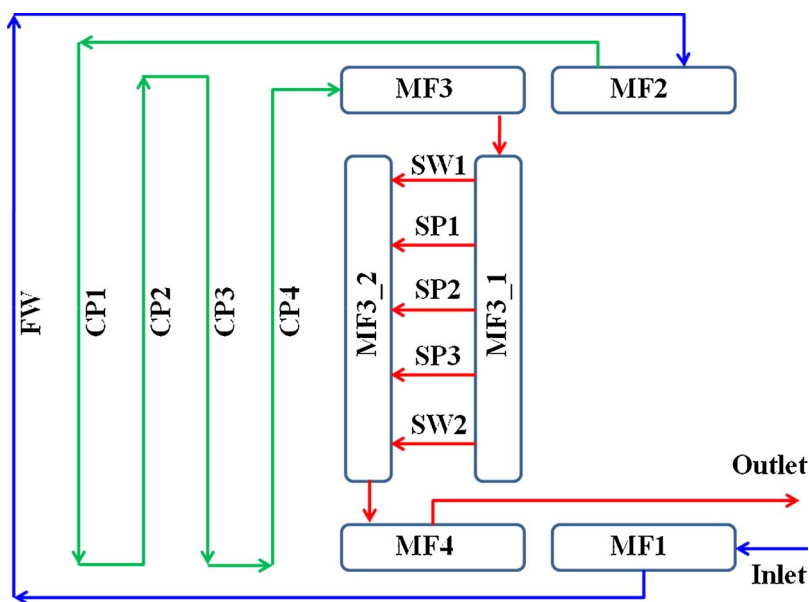 MF3
MF2
SW1
SP1
SP2
SP3
SW2
MF3_2
MF3_1
FW
CP1
CP2
CP3
CP4
Outlet
MF4
MF1
Inlet